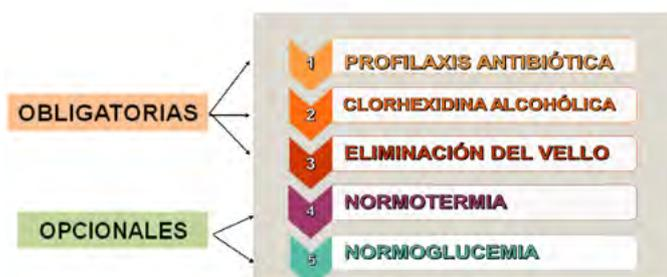 OBLIGATORIAS
1 PROFILAXIS ANTIBIÓTICA
2 CLORHEXIDINA ALCOHÓLICA
3 ELIMINACIÓN DEL VELLO
OPCIONALES
4 NORMOTERMIA
5 NORMOGLUCEMIA